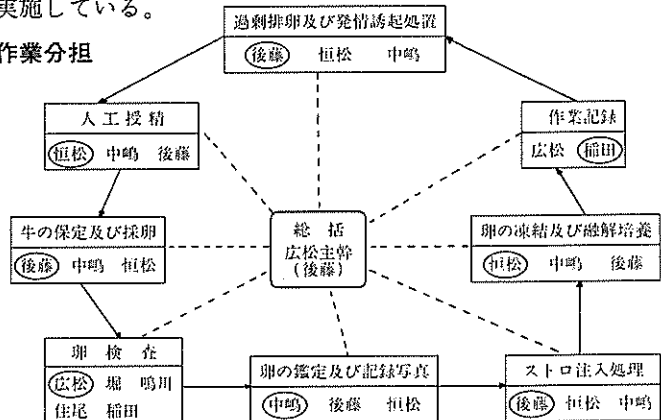 実施している。
作業分担
過剰排卵及び発情誘起処置
後藤 恒松 中嶋
人工授精
恒松 中嶋 後藤
作業記録
広松 稲田
総括
広松主幹
(後藤)
牛の保定及び採卵
後藤 中嶋 恒松
卵の凍結及び融解培養
恒松 中嶋 後藤
卵検査
広松 堀 鳴川
住尾 稲田
卵の鑑定及び記録写真
中嶋 後藤 恒松
ストロ注入処理
後藤 恒松 中嶋